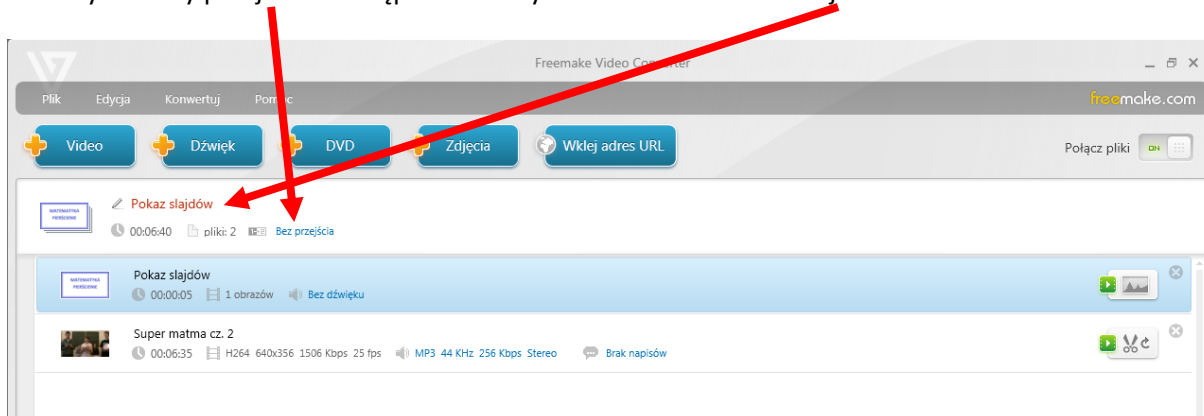 Freemake Video Converter
Plik Edycja Konwertuj Pomoc
freemake.com
Video Dźwięk DVD Zdjęcia Wklej adres URL
Połącz pliki ON
MATEMATYKA
PIERŚCIENIE
Pokaz slajdów
00:06:40 pliki: 2 Bez przejścia
MATEMATYKA
PIERŚCIENIE
Pokaz slajdów
00:00:05 1 obrazów Bez dźwięku
Super matma cz. 2
00:06:35 H264 640x356 1506 Kbps 25 fps MP3 44 KHz 256 Kbps Stereo Brak napisów